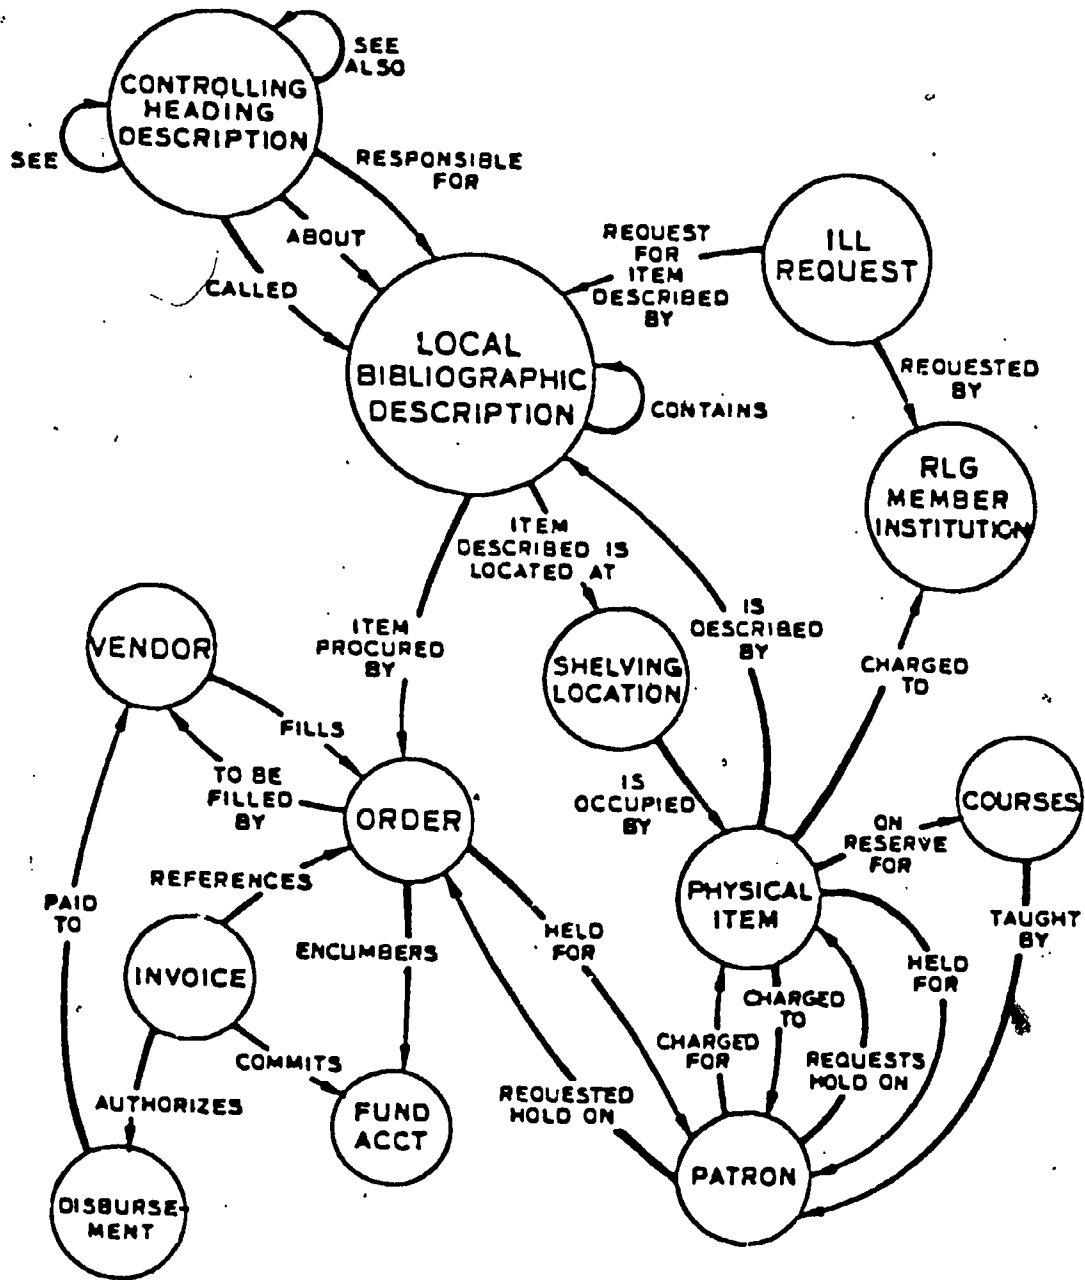 SEE
ALSO
CONTROLLING
HEADING
DESCRIPTION
SEE
RESPONSIBLE
FOR
ABOUT
CALLED
REQUEST
FOR
ITEM
DESCRIBED
BY
ILL
REQUEST
LOCAL
BIBLIOGRAPHIC
DESCRIPTION
CONTAINS
REQUESTED
BY
RLG
MEMBER
INSTITUTION
ITEM
DESCRIBED IS
LOCATED AT
ITEM
PROCURED
BY
IS
DESCRIBED
BY
CHARGED
TO
VENDOR
SHELVING
LOCATION
FILLS
TO BE
FILLED
BY
IS
OCCUPIED
BY
ORDER
ON
RESERVE
FOR
COURSES
REFERENCES
PHYSICAL
ITEM
PAID
TO
INVOICE
ENCUMBERS
HELD
FOR
HELD
FOR
TAUGHT
BY
CHARGED
TO
CHARGED
FOR
REQUESTS
HOLD ON
COMMITS
AUTHORIZES
FUND
ACCT
REQUESTED
HOLD ON
PATRON
DISBURSE-
MENT